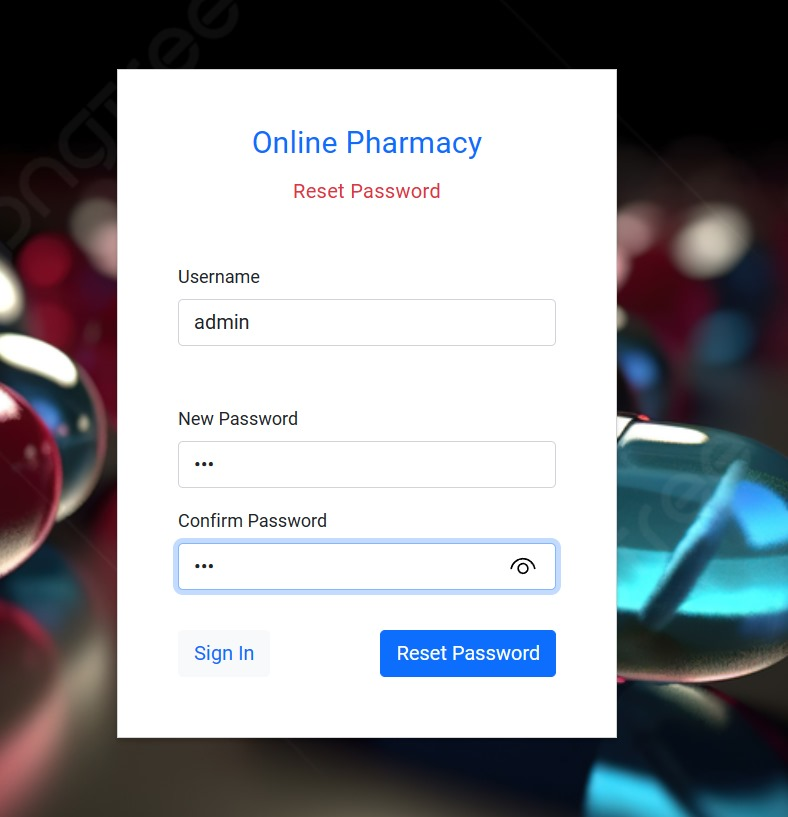 Online Pharmacy
Reset Password
Username
admin
New Password
•••
Confirm Password
•••
Sign In
Reset Password